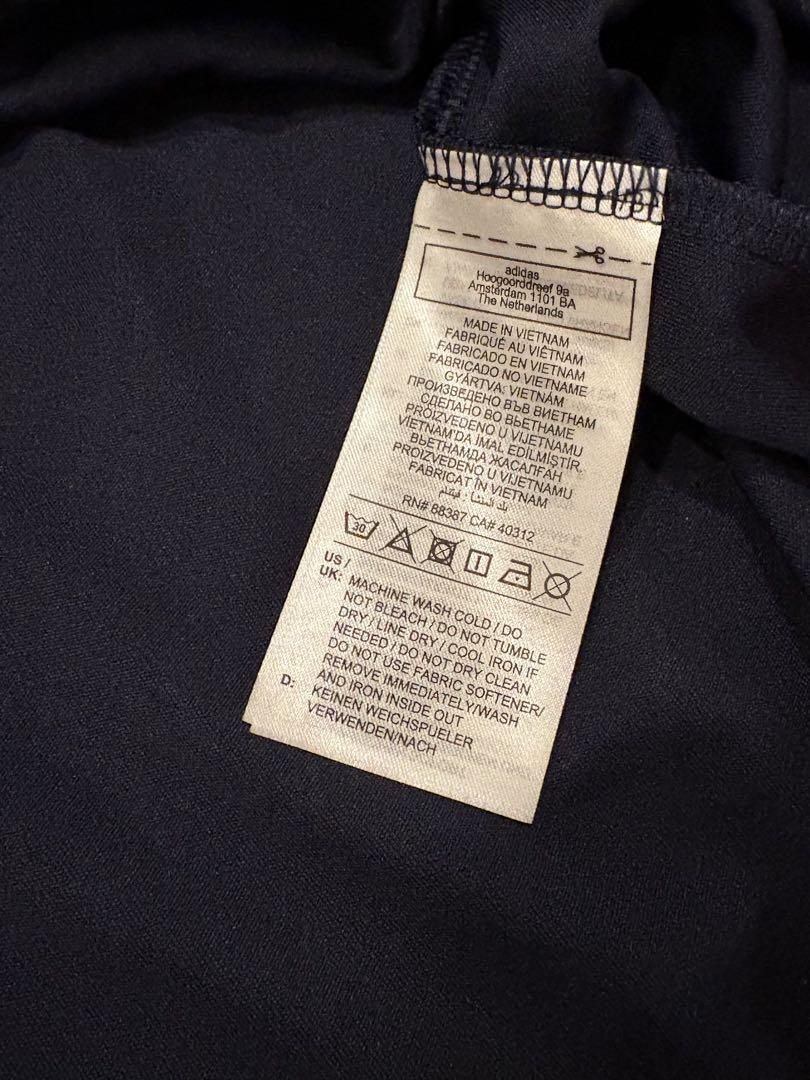 adidas
Hoogoorddreef 9a
Amsterdam 1101 BA
The Netherlands
MADE IN VIETNAM
FABRIQUÉ AU VIÊTNAM
FABRICADO EN VIETNAM
FABRICADO NO VIETNAME
GYÁRTVA: VIETNÁM
ПРОИЗВЕДЕНО ВЪВ ВИЕТНАМ
СДЕЛАНО ВО ВЬЕТНАМЕ
PROIZVEDENO U VIJETNAMU
VIETNAM'DA İMAL EDİLMİŞTİR
ВЬЕТНАМДА ЖАСАЛҒАН
PROIZVEDENO U VIJETNAMU
FABRICAT ÎN VIETNAM
بلد المنشأ : فيتنام
RN# 88387 CA# 40312
30
US /
UK: MACHINE WASH COLD / DO
NOT BLEACH / DO NOT TUMBLE
DRY / LINE DRY / COOL IRON IF
NEEDED / DO NOT DRY CLEAN
DO NOT USE FABRIC SOFTENER/
REMOVE IMMEDIATELY/WASH
AND IRON INSIDE OUT
D: KEINEN WEICHSPUELER
VERWENDEN/NACH